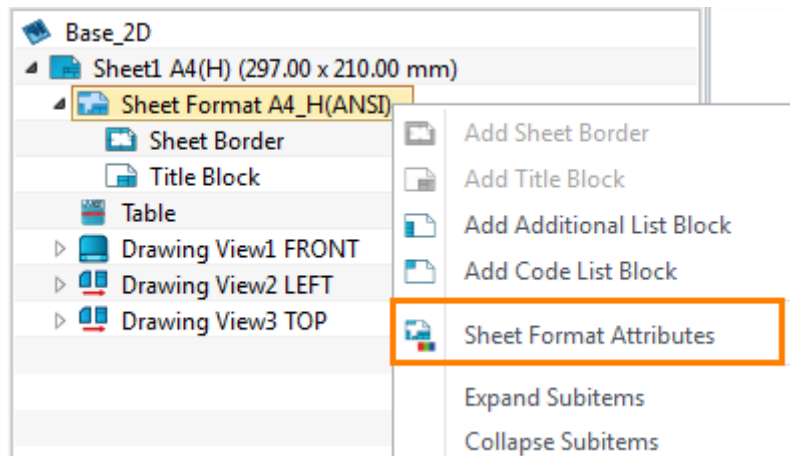 Base_2D
Sheet1 A4(H) (297.00 x 210.00 mm)
Sheet Format A4_H(ANSI)
Sheet Border
Title Block
Table
Drawing View1 FRONT
Drawing View2 LEFT
Drawing View3 TOP
Add Sheet Border
Add Title Block
Add Additional List Block
Add Code List Block
Sheet Format Attributes
Expand Subitems
Collapse Subitems